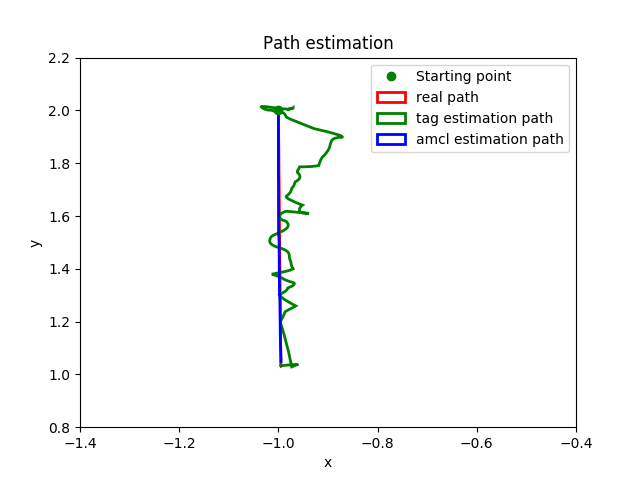 Path estimation
2.2
2.0
1.8
1.6
1.4
1.2
1.0
0.8
y
Starting point
real path
tag estimation path
amcl estimation path
−1.4 −1.2 −1.0 −0.8 −0.6 −0.4
x